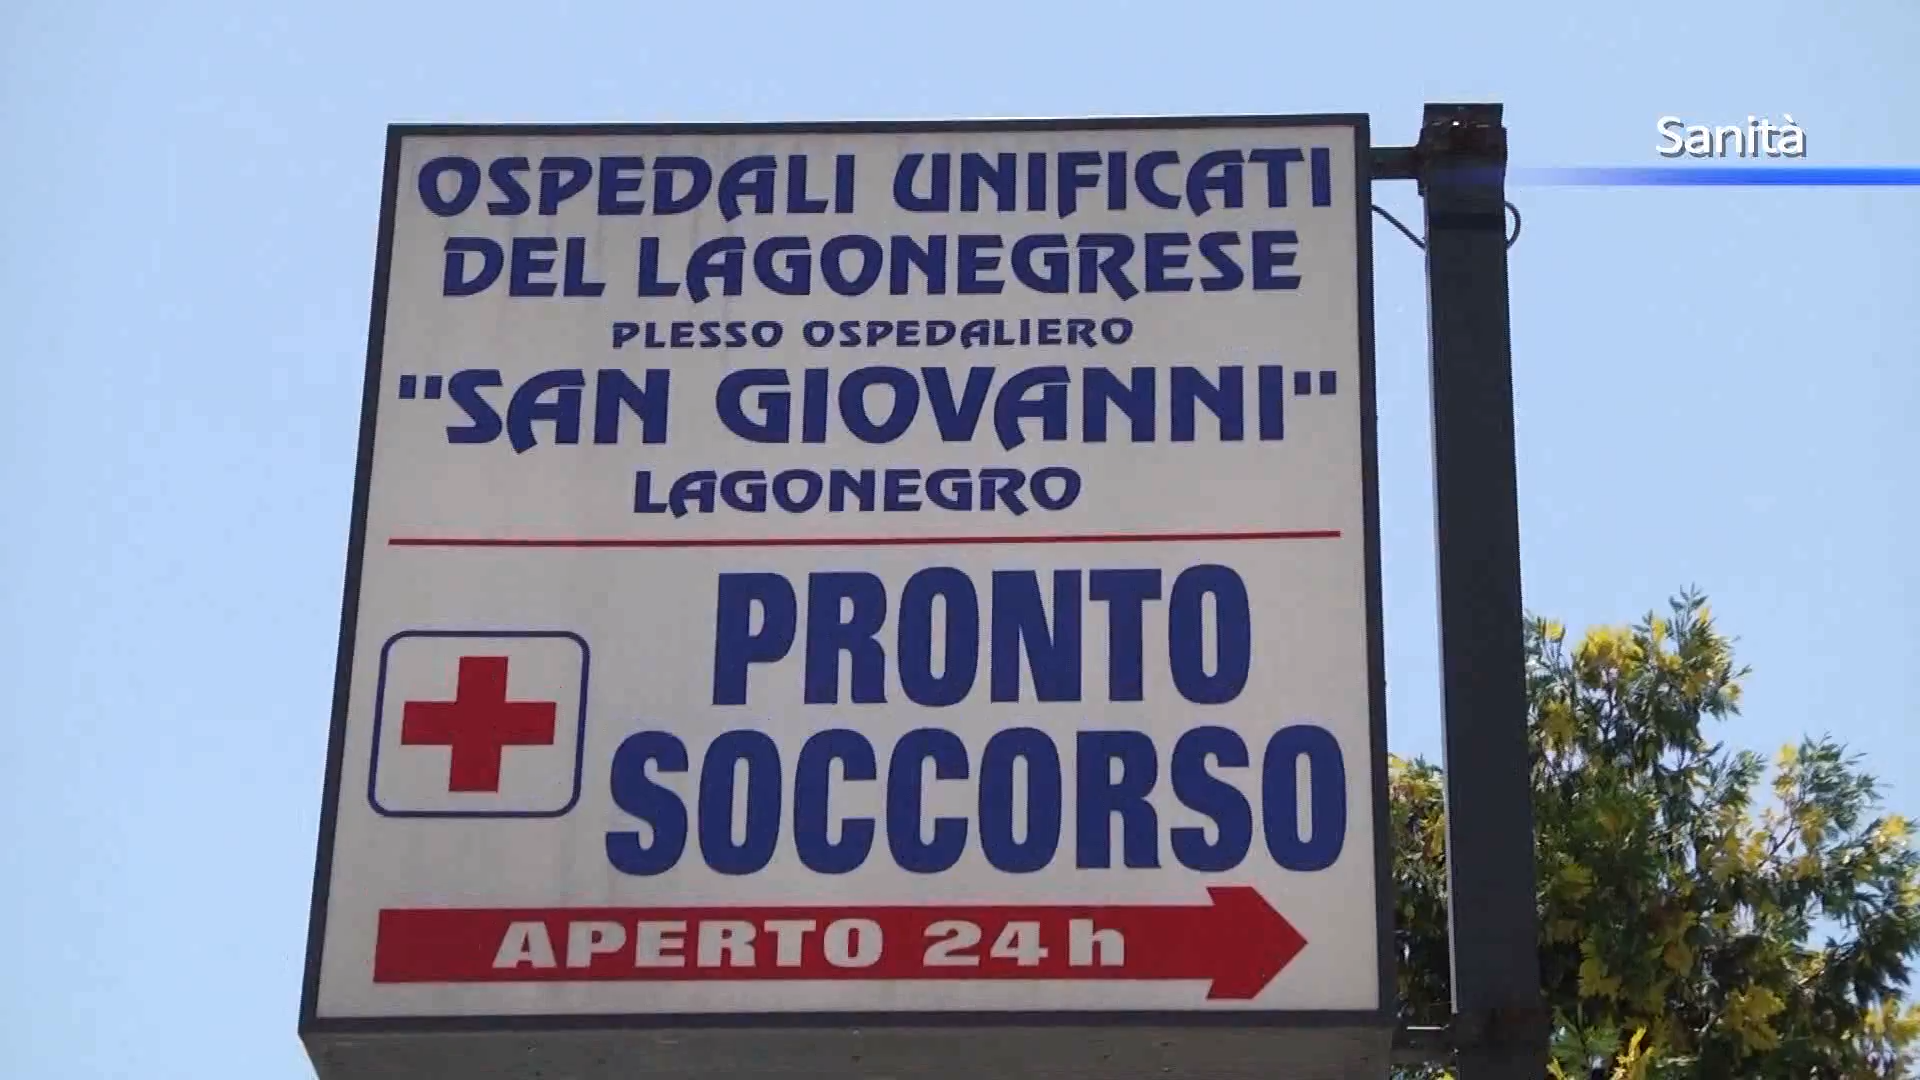 Sanità
OSPEDALI UNIFICATI
DEL LAGONEGRESE
PLESSO OSPEDALIERO
"SAN GIOVANNI"
LAGONEGRO
PRONTO
SOCCORSO
APERTO 24h